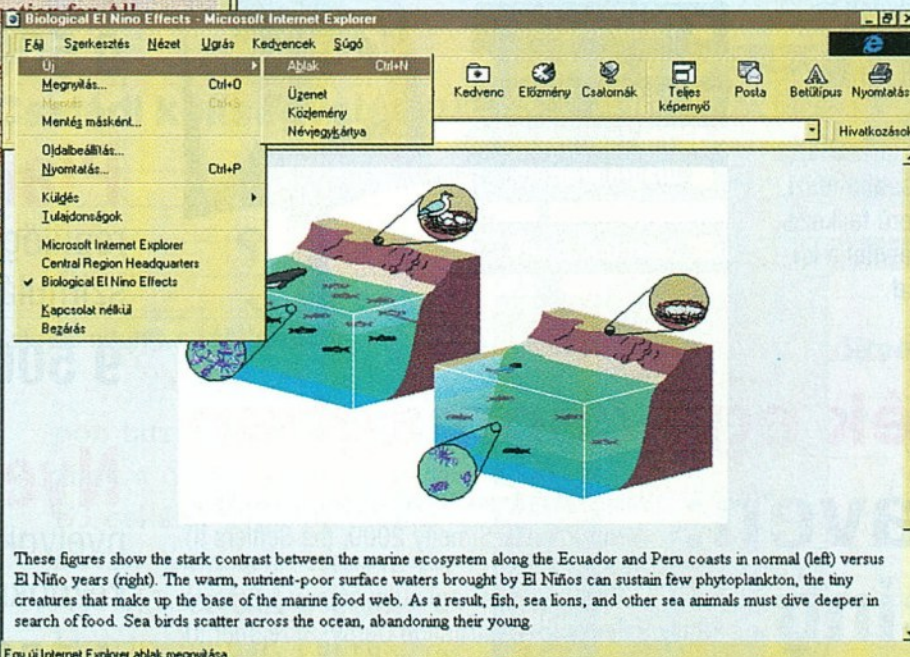 Biological El Nino Effects - Microsoft Internet Explorer
Fájl Szerkesztés Nézet Ugrás Kedvencek Súgó
Új
Megnyitás... Ctrl+O
Mentés Ctrl+S
Mentés másként...
Oldalbeállítás...
Nyomtatás... Ctrl+P
Küldés
Tulajdonságok
Microsoft Internet Explorer
Central Region Headquarters
✓ Biological El Nino Effects
Kapcsolat nélkül
Bezárás
Ablak Ctrl+N
Üzenet
Közlemény
Névjegykártya
Kedvenc Előzmény Csatornák Teljes képernyő Posta Betűtípus Nyomtatás
Hivatkozások
These figures show the stark contrast between the marine ecosystem along the Ecuador and Peru coasts in normal (left) versus
El Niño years (right). The warm, nutrient-poor surface waters brought by El Niños can sustain few phytoplankton, the tiny
creatures that make up the base of the marine food web. As a result, fish, sea lions, and other sea animals must dive deeper in
search of food. Sea birds scatter across the ocean, abandoning their young.
Egy új Internet Explorer ablak megnyitása